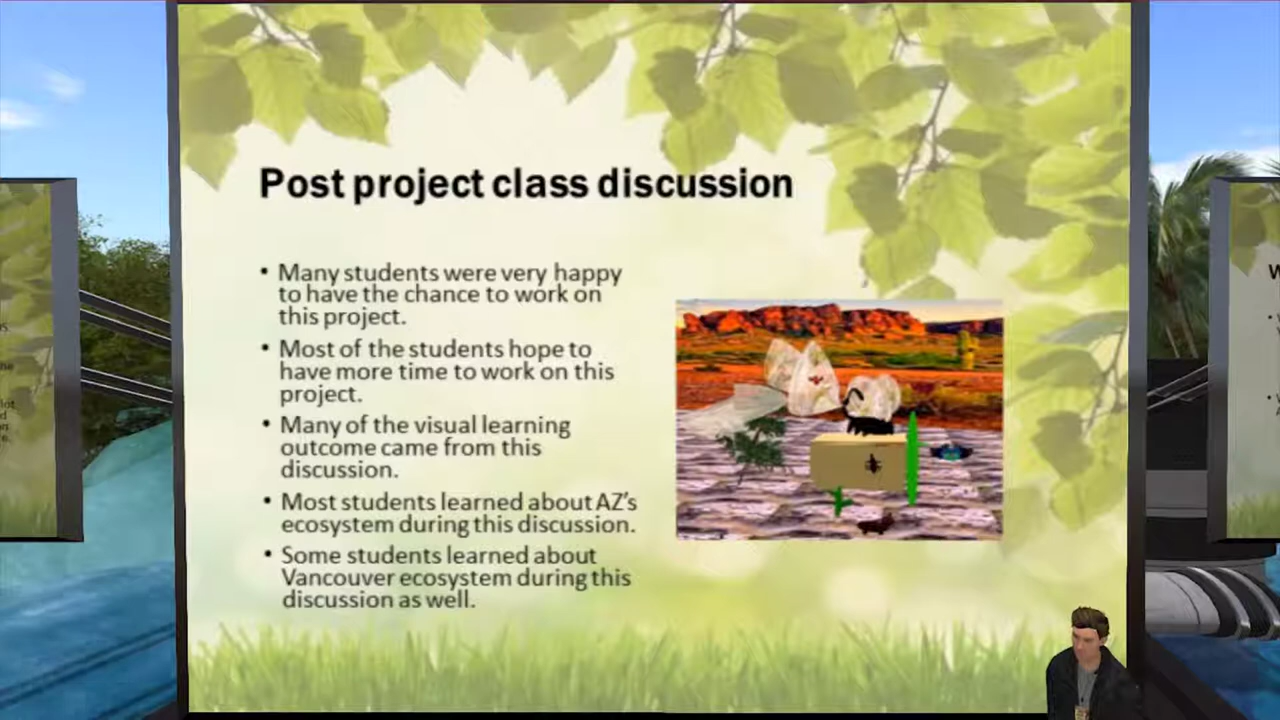 Post project class discussion
• Many students were very happy
to have the chance to work on
this project.
• Most of the students hope to
have more time to work on this
project.
• Many of the visual learning
outcome came from this
discussion.
• Most students learned about AZ's
ecosystem during this discussion.
• Some students learned about
Vancouver ecosystem during this
discussion as well.